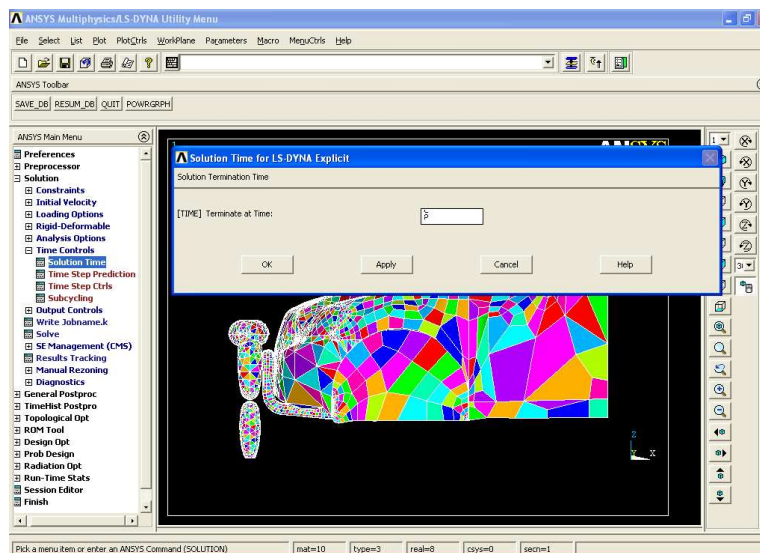 ANSYS Multiphysics/LS-DYNA Utility Menu
File Select List Plot PlotCtrls WorkPlane Parameters Macro MenuCtrls Help
ANSYS Toolbar
SAVE_DB RESUM_DB QUIT POWRGRPH
ANSYS Main Menu
Preferences
Preprocessor
Solution
Constraints
Initial Velocity
Loading Options
Rigid-Deformable
Analysis Options
Time Controls
Solution Time
Time Step Prediction
Time Step Ctrls
Subcycling
Output Controls
Write Jobname.k
Solve
SE Management (CMS)
Results Tracking
Manual Rezoning
Diagnostics
General Postproc
TimeHist Postpro
Topological Opt
ROM Tool
Design Opt
Prob Design
Radiation Opt
Run-Time Stats
Session Editor
Finish
1
Solution Time for LS-DYNA Explicit
Solution Termination Time
[TIME] Terminate at Time:
OK Apply Cancel Help
Z
Y X
1
Pick a menu item or enter an ANSYS Command (SOLUTION) mat=10 type=3 real=8 csys=0 secn=1